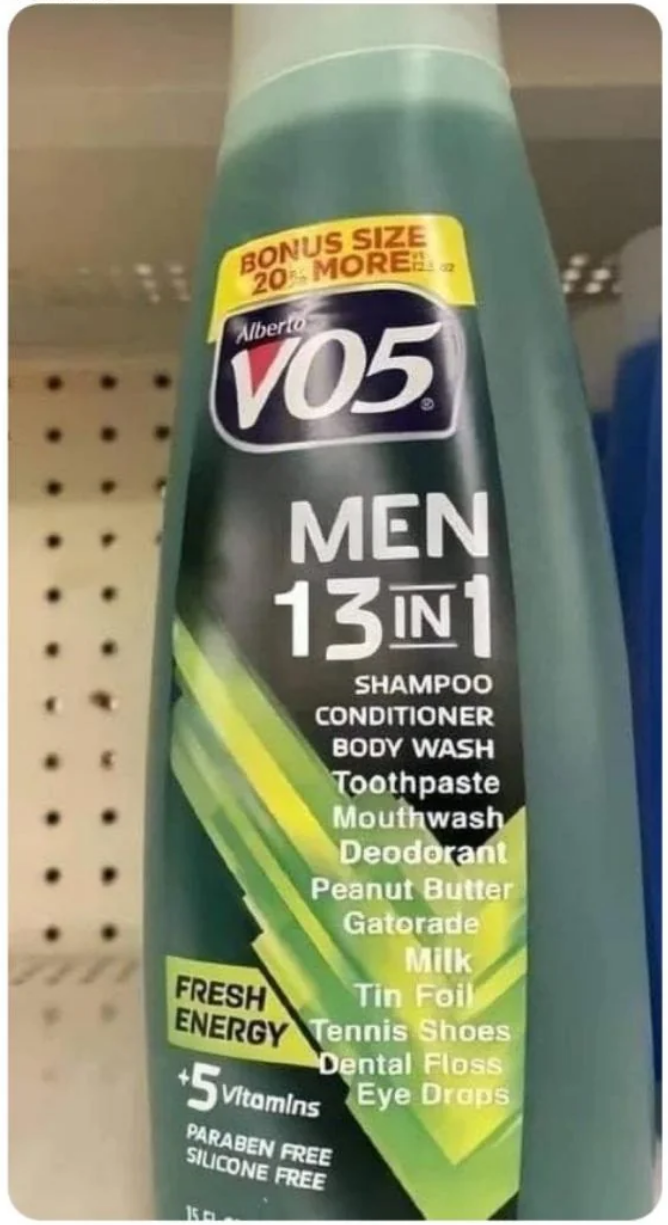 BONUS SIZE
20% MORE
Alberto
VO5®
MEN
13 IN 1
SHAMPOO
CONDITIONER
BODY WASH
Toothpaste
Mouthwash
Deodorant
Peanut Butter
Gatorade
Milk
Tin Foil
Tennis Shoes
Dental Floss
Eye Drops
FRESH
ENERGY
+5 Vitamins
PARABEN FREE
SILICONE FREE